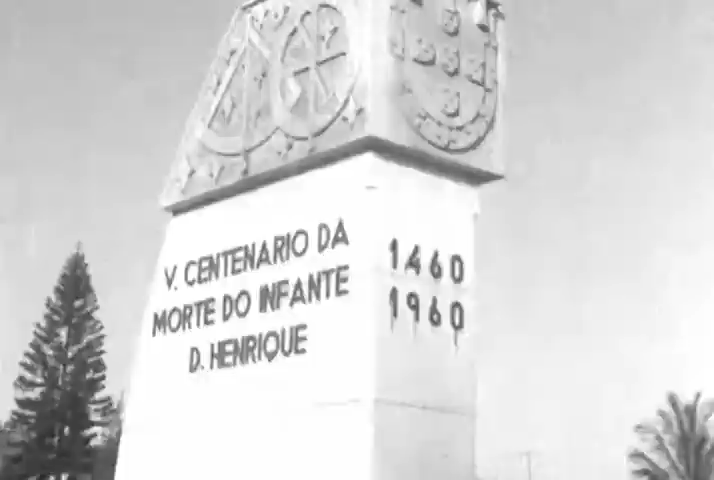 V. CENTENARIO DA
MORTE DO INFANTE
D. HENRIQUE
1460
1960